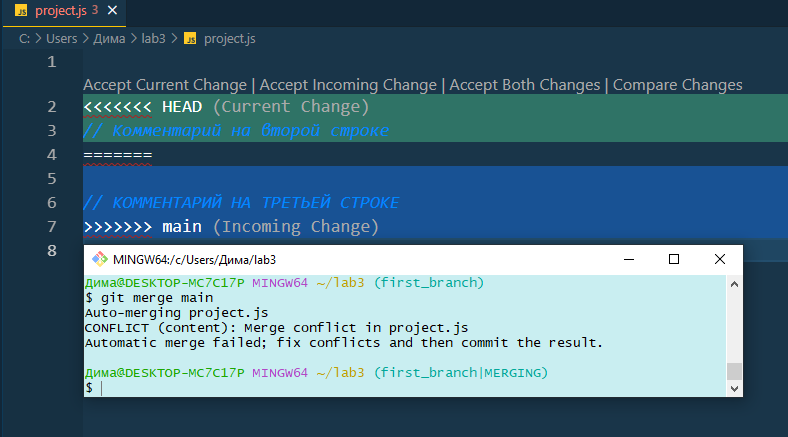 JS project.js 3 ×
C: > Users > Дима > lab3 > JS project.js
1
Accept Current Change | Accept Incoming Change | Accept Both Changes | Compare Changes
2 <<<<<<< HEAD (Current Change)
3 // Комментарий на второй строке
4 =======
5
6 // КОММЕНТАРИЙ НА ТРЕТЬЕЙ СТРОКЕ
7 >>>>>>> main (Incoming Change)
8
MINGW64:/c/Users/Дима/lab3
Дима@DESKTOP-MC7C17P MINGW64 ~/lab3 (first_branch)
$ git merge main
Auto-merging project.js
CONFLICT (content): Merge conflict in project.js
Automatic merge failed; fix conflicts and then commit the result.
Дима@DESKTOP-MC7C17P MINGW64 ~/lab3 (first_branch|MERGING)
$